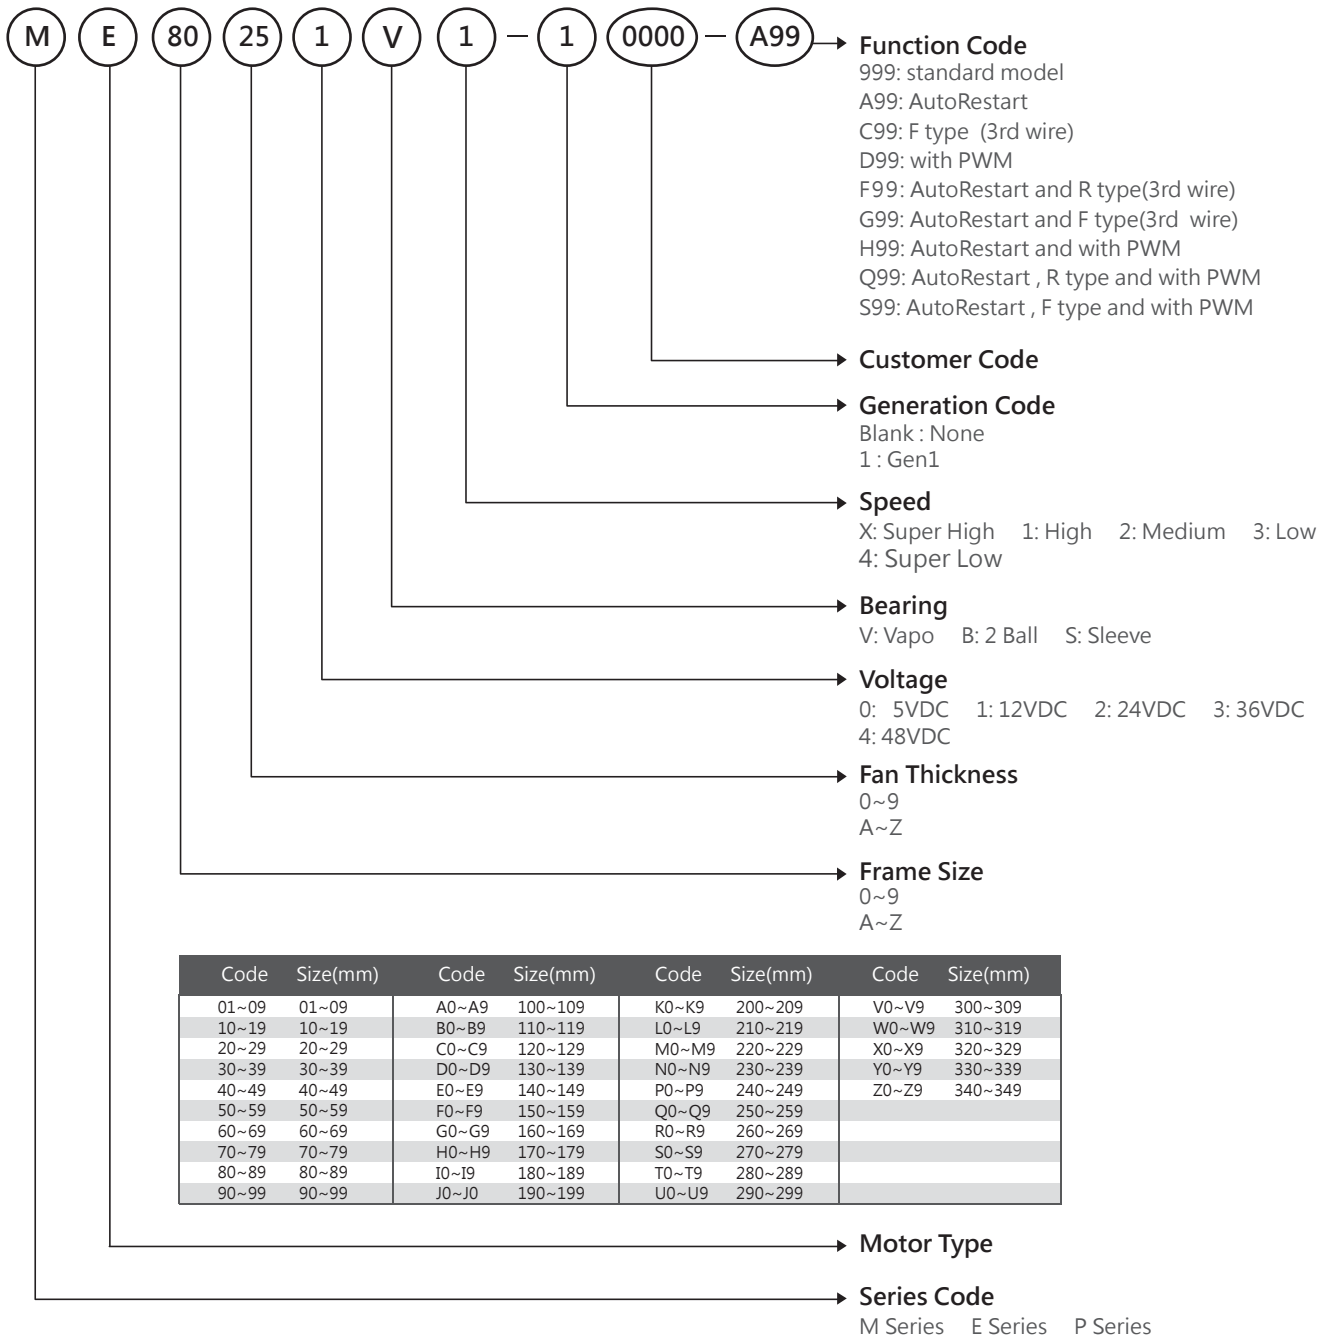 M E 80 25 1 V 1 – 1 0000 – A99
Function Code
999: standard model
A99: AutoRestart
C99: F type (3rd wire)
D99: with PWM
F99: AutoRestart and R type(3rd wire)
G99: AutoRestart and F type(3rd wire)
H99: AutoRestart and with PWM
Q99: AutoRestart , R type and with PWM
S99: AutoRestart , F type and with PWM
Customer Code
Generation Code
Blank : None
1 : Gen1
Speed
X: Super High 1: High 2: Medium 3: Low
4: Super Low
Bearing
V: Vapo B: 2 Ball S: Sleeve
Voltage
0: 5VDC 1: 12VDC 2: 24VDC 3: 36VDC
4: 48VDC
Fan Thickness
0~9
A~Z
Frame Size
0~9
A~Z
Code Size(mm) Code Size(mm) Code Size(mm) Code Size(mm)
01~09 01~09 A0~A9 100~109 K0~K9 200~209 V0~V9 300~309
10~19 10~19 B0~B9 110~119 L0~L9 210~219 W0~W9 310~319
20~29 20~29 C0~C9 120~129 M0~M9 220~229 X0~X9 320~329
30~39 30~39 D0~D9 130~139 N0~N9 230~239 Y0~Y9 330~339
40~49 40~49 E0~E9 140~149 P0~P9 240~249 Z0~Z9 340~349
50~59 50~59 F0~F9 150~159 Q0~Q9 250~259
60~69 60~69 G0~G9 160~169 R0~R9 260~269
70~79 70~79 H0~H9 170~179 S0~S9 270~279
80~89 80~89 I0~I9 180~189 T0~T9 280~289
90~99 90~99 J0~J0 190~199 U0~U9 290~299
Motor Type
Series Code
M Series E Series P Series